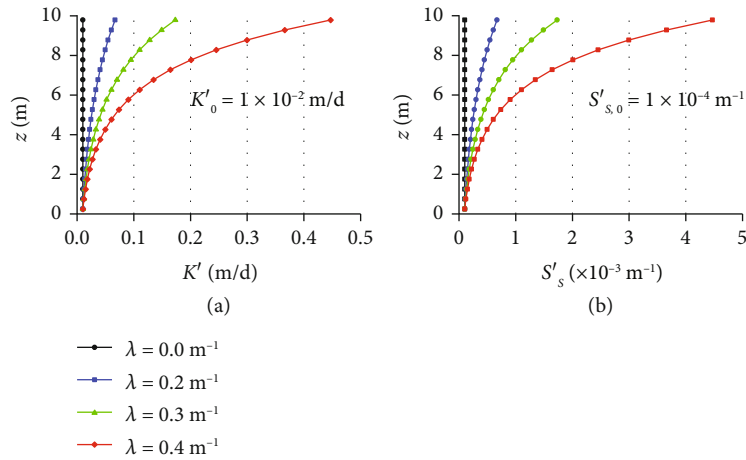 10
8
6
4
2
0
z (m)
K′₀ = 1 × 10⁻² m/d
0.0 0.1 0.2 0.3 0.4 0.5
K′ (m/d)
(a)
10
8
6
4
2
0
z (m)
S′ₛ,₀ = 1 × 10⁻⁴ m⁻¹
0 1 2 3 4 5
S′ₛ (×10⁻³ m⁻¹)
(b)
λ = 0.0 m⁻¹
λ = 0.2 m⁻¹
λ = 0.3 m⁻¹
λ = 0.4 m⁻¹